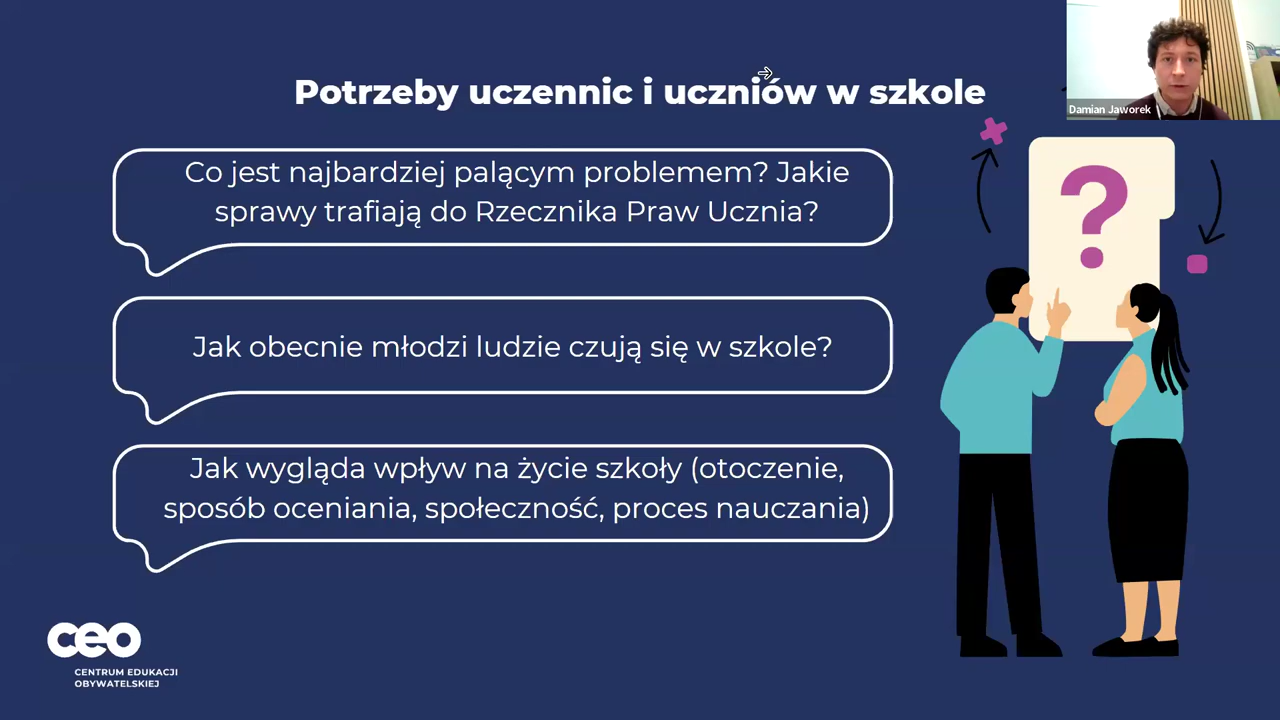 Potrzeby uczennic i uczniów w szkole
Damian Jaworek
Co jest najbardziej palącym problemem? Jakie
sprawy trafiają do Rzecznika Praw Ucznia?
?
Jak obecnie młodzi ludzie czują się w szkole?
Jak wygląda wpływ na życie szkoły (otoczenie,
sposób oceniania, społeczność, proces nauczania)
ceo
CENTRUM EDUKACJI
OBYWATELSKIEJ